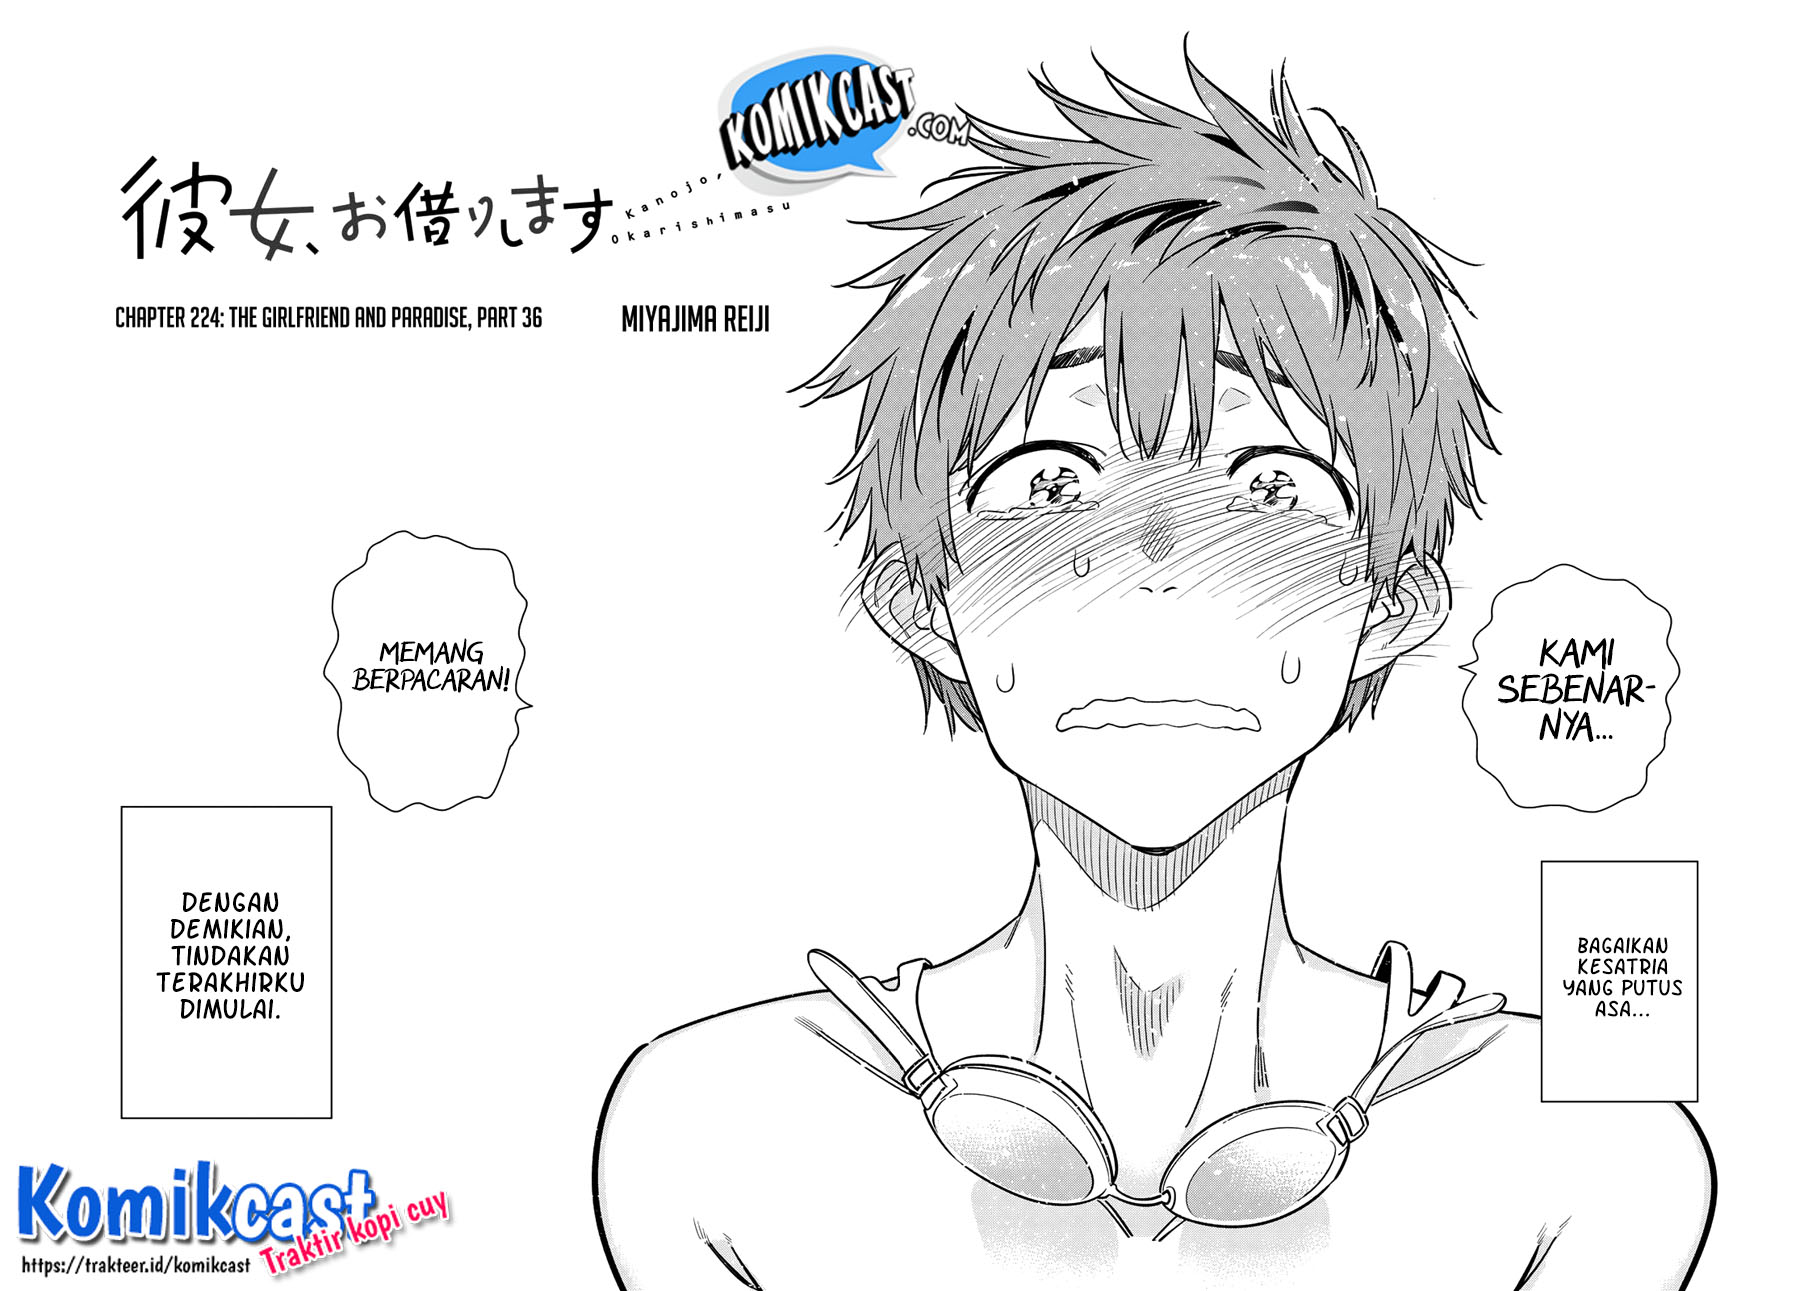 KOMIKCAST
.COM
彼女、お借りします
Kanojo,
Okarishimasu
CHAPTER 224: THE GIRLFRIEND AND PARADISE, PART 36
MIYAJIMA REIJI
KAMI
SEBENAR-
NYA...
MEMANG
BERPACARAN!
BAGAIKAN
KESATRIA
YANG PUTUS
ASA...
DENGAN
DEMIKIAN,
TINDAKAN
TERAKHIRKU
DIMULAI.
Komikcast
Traktir kopi cuy
https://trakteer.id/komikcast